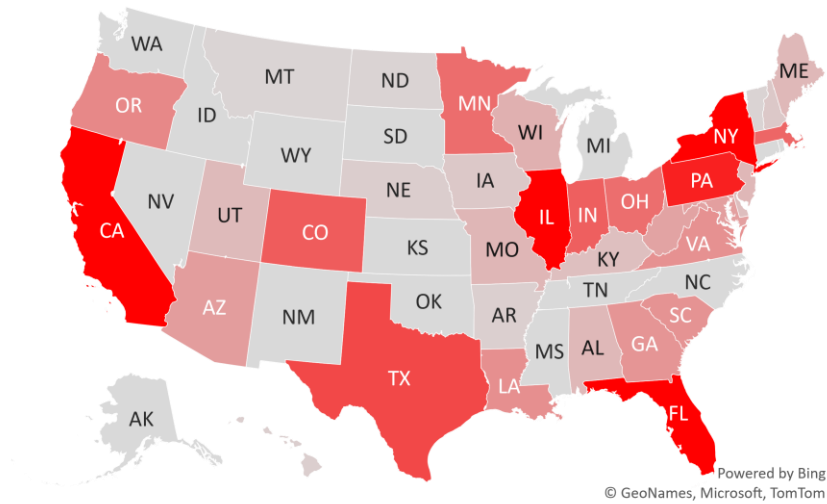 WA
MT
ND
MN
ME
OR
ID
SD
WI
MI
NY
WY
IA
PA
NE
NV
UT
CO
IL
IN
OH
CA
KS
MO
KY
VA
AZ
NM
OK
AR
TN
NC
SC
MS
AL
GA
TX
LA
FL
AK
Powered by Bing
© GeoNames, Microsoft, TomTom